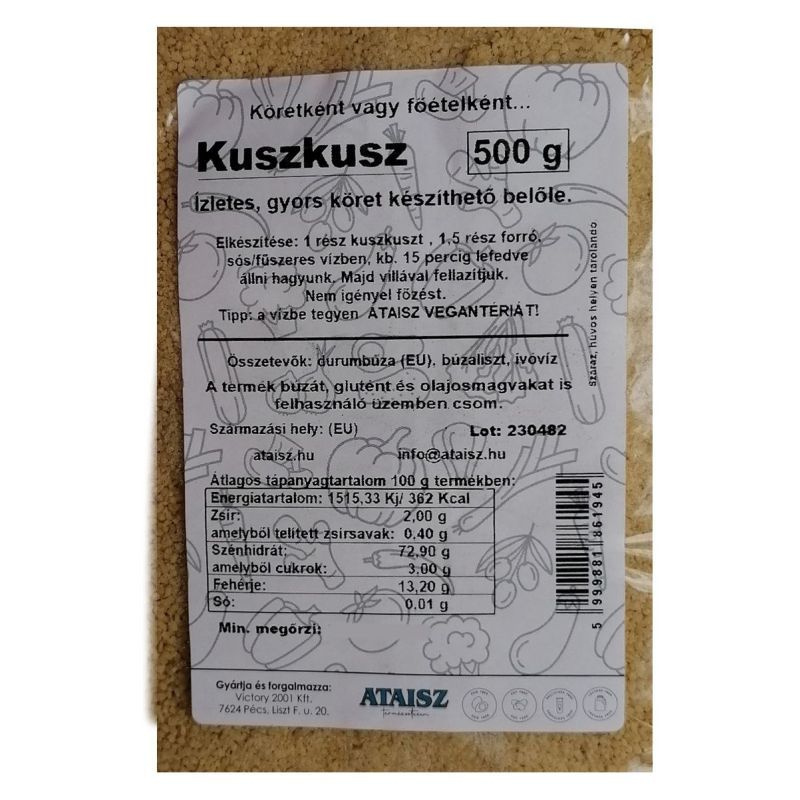 Köretként vagy főételként...
Kuszkusz 500 g
Ízletes, gyors köret készíthető belőle.
Elkészítése: 1 rész kuszkuszt , 1,5 rész forró,
sós/fűszeres vízben, kb. 15 percig lefedve
állni hagyunk. Majd villával fellazítjuk.
Nem igényel főzést.
Tipp: a vízbe tegyen ATAISZ VEGANTÉRIÁT!
Összetevők: durumbúza (EU), búzaliszt, ivóvíz
A termék búzát, glutént és olajosmagvakat is
felhasználó üzemben csom.
Származási hely: (EU) Lot: 230482
ataisz.hu info@ataisz.hu
Átlagos tápanyagtartalom 100 g termékben:
Energiatartalom: 1515,33 Kj/ 362 Kcal
Zsír: 2,00 g
amelyből telített zsírsavak: 0,40 g
Szénhidrát: 72,90 g
amelyből cukrok: 3,00 g
Fehérje: 13,20 g
Só: 0,01 g
Min. megőrzi:
száraz, hűvös helyen tárolandó
5 999881 861945
Gyártja és forgalmazza:
Victory 2001 Kft.
7624 Pécs, Liszt F. u. 20.
ATAISZ